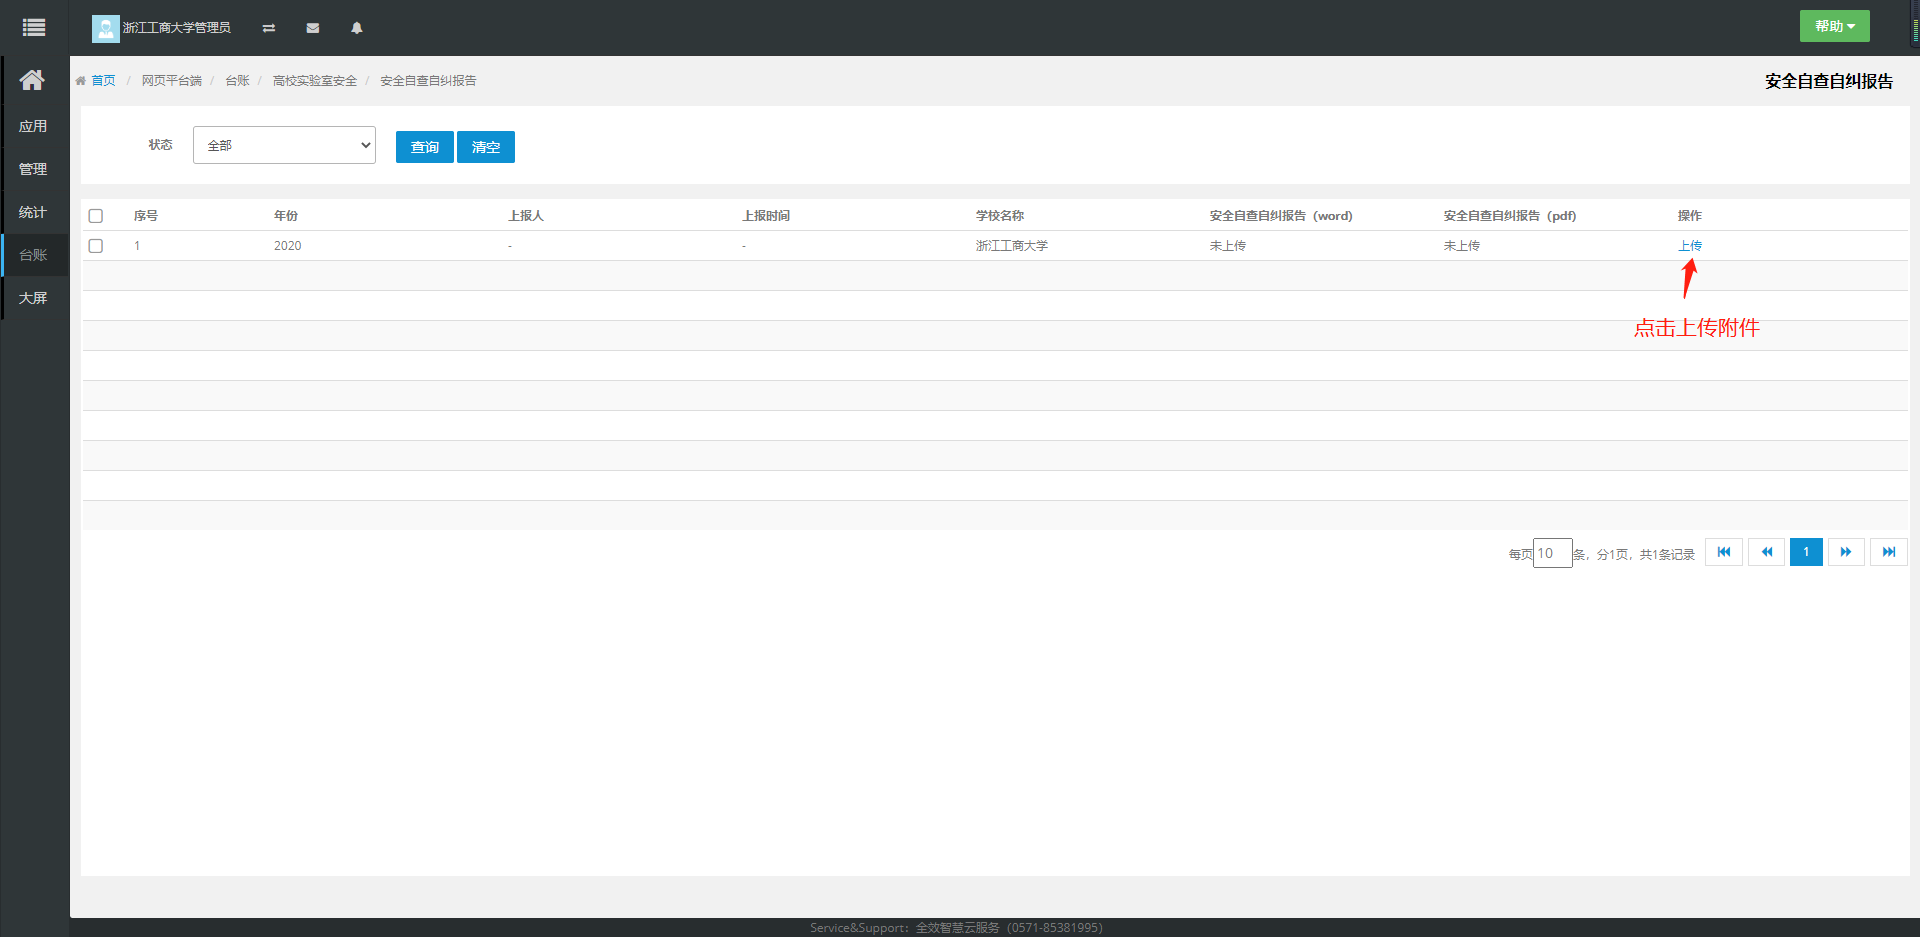 浙江工商大学管理员
帮助
首页 / 网页平台端 / 台账 / 高校实验室安全 / 安全自查自纠报告
安全自查自纠报告
应用
管理
统计
台账
大屏
状态 全部 查询 清空
序号 年份 上报人 上报时间 学校名称 安全自查自纠报告（word) 安全自查自纠报告（pdf) 操作
1 2020 - - 浙江工商大学 未上传 未上传 上传
点击上传附件
每页 10 条，分1页，共1条记录 1
Service&Support：全效智慧云服务（0571-85381995）